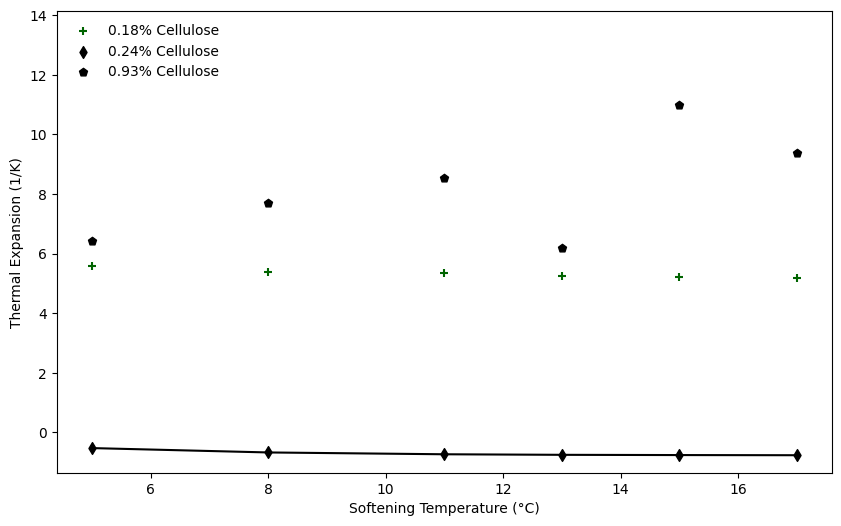 14
12
10
8
6
4
2
0
6
8
10
12
14
16
Thermal Expansion (1/K)
Softening Temperature (°C)
0.18% Cellulose
0.24% Cellulose
0.93% Cellulose